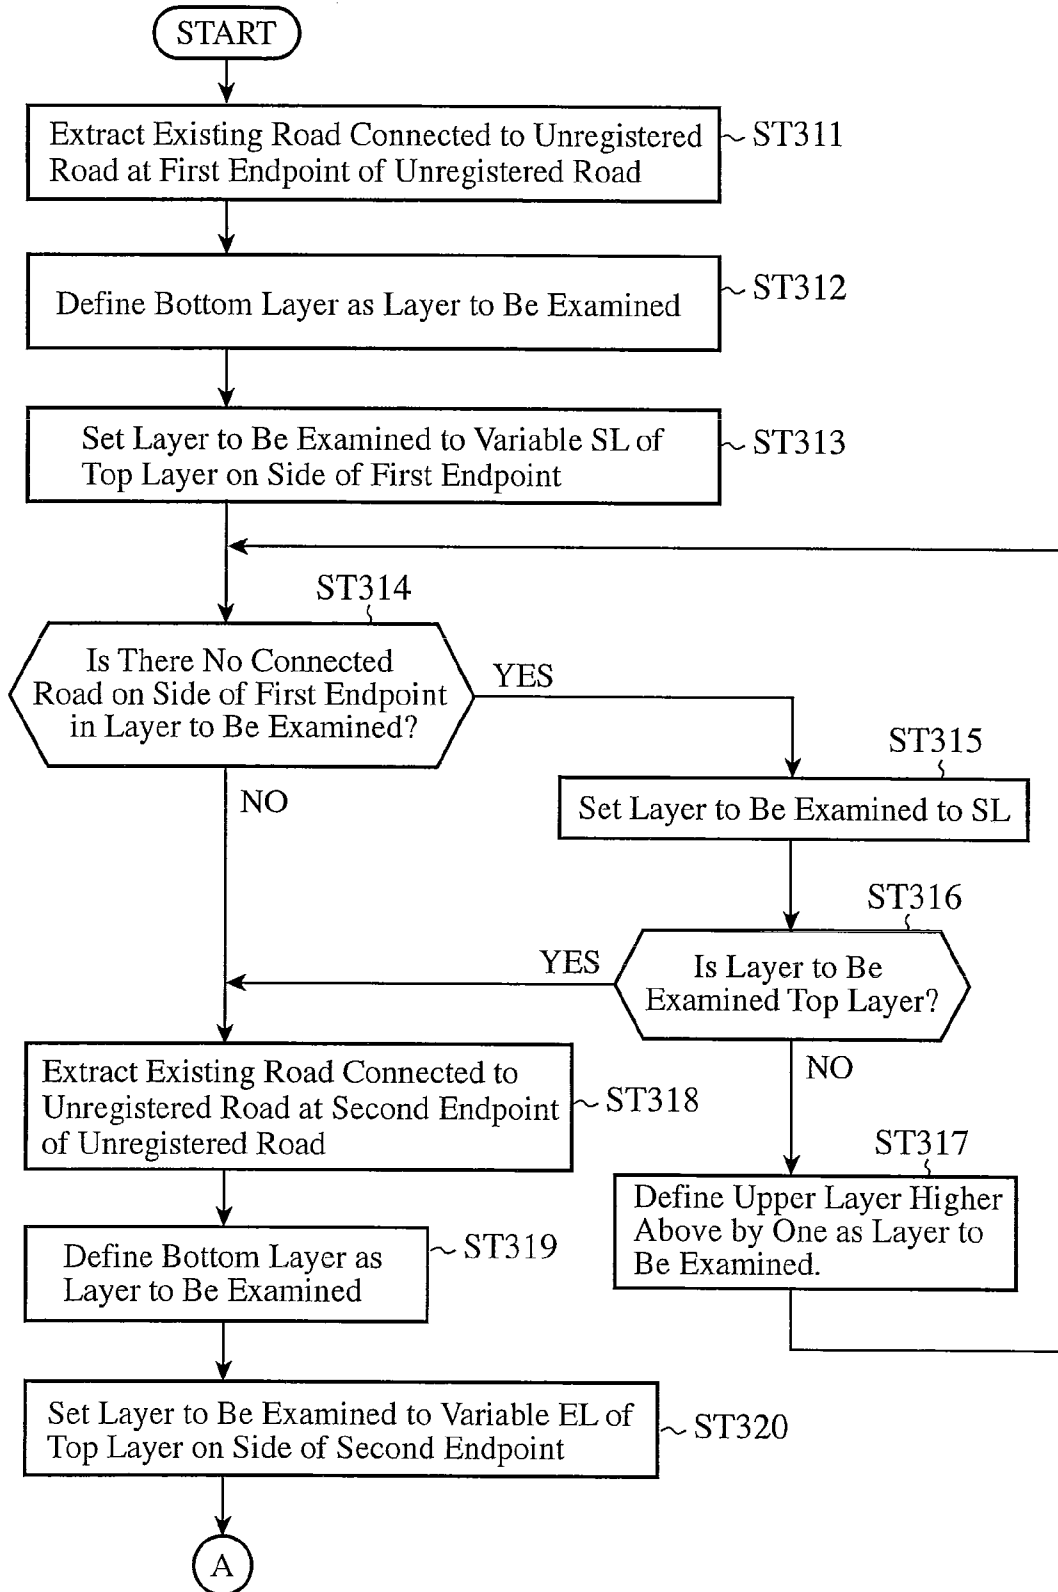 START
Extract Existing Road Connected to Unregistered
Road at First Endpoint of Unregistered Road
ST311
Define Bottom Layer as Layer to Be Examined
ST312
Set Layer to Be Examined to Variable SL of
Top Layer on Side of First Endpoint
ST313
ST314
Is There No Connected
Road on Side of First Endpoint
in Layer to Be Examined?
YES
NO
ST315
Set Layer to Be Examined to SL
ST316
Is Layer to Be
Examined Top Layer?
YES
NO
ST317
Define Upper Layer Higher
Above by One as Layer to
Be Examined.
Extract Existing Road Connected to
Unregistered Road at Second Endpoint
of Unregistered Road
ST318
Define Bottom Layer as
Layer to Be Examined
ST319
Set Layer to Be Examined to Variable EL of
Top Layer on Side of Second Endpoint
ST320
A